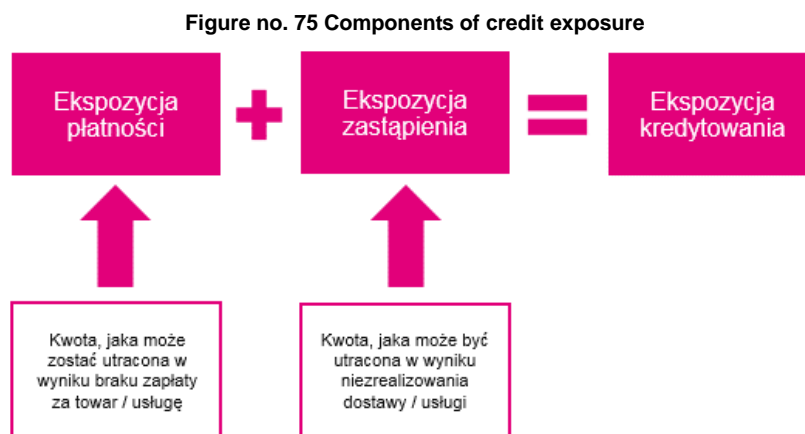 Figure no. 75 Components of credit exposure
Ekspozycja
płatności
+
Ekspozycja
zastąpienia
=
Ekspozycja
kredytowania
Kwota, jaka może
zostać utracona w
wyniku braku zapłaty
za towar / usługę
Kwota, jaka może być
utracona w wyniku
niezrealizowania
dostawy / usługi